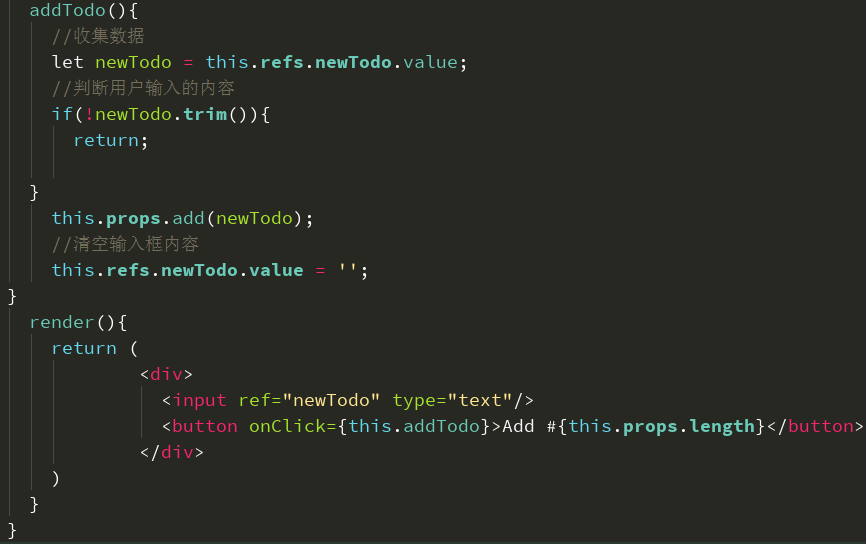 addTodo(){
//收集数据
let newTodo = this.refs.newTodo.value;
//判断用户输入的内容
if(!newTodo.trim()){
return;
}
this.props.add(newTodo);
//清空输入框内容
this.refs.newTodo.value = '';
}
render(){
return (
<div>
<input ref="newTodo" type="text"/>
<button onClick={this.addTodo}>Add #{this.props.length}</button>
</div>
)
}
}